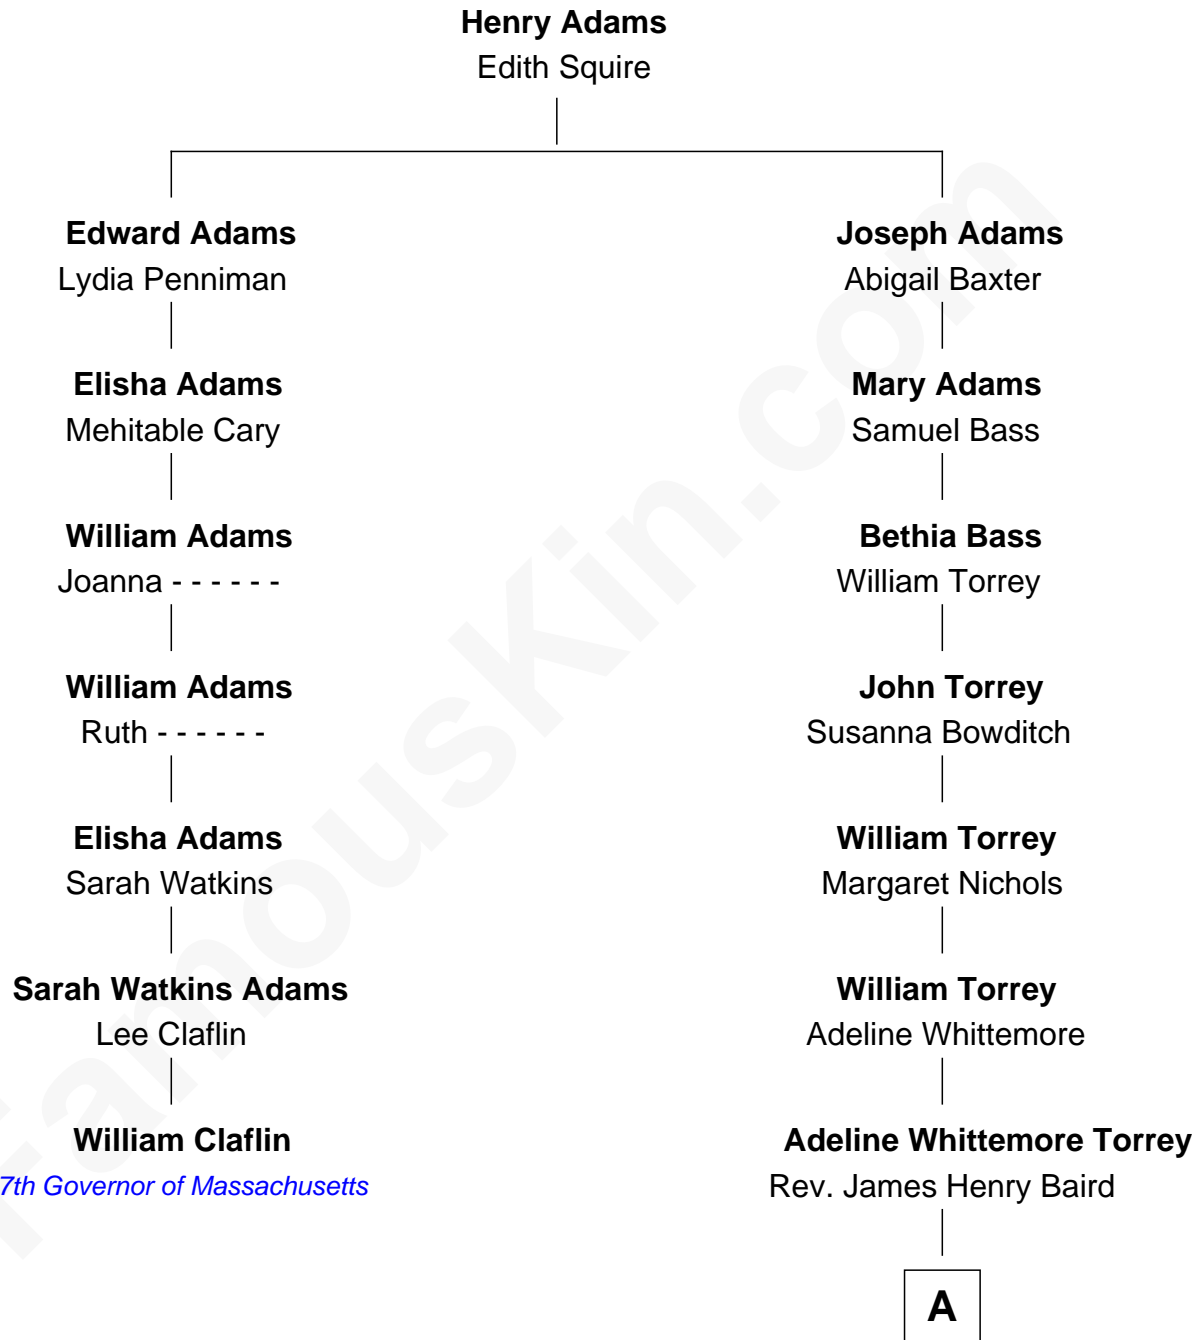 Henry Adams
Edith Squire
Edward Adams
Lydia Penniman
Elisha Adams
Mehitable Cary
William Adams
Joanna - - - - - -
William Adams
Ruth - - - - - -
Elisha Adams
Sarah Watkins
Sarah Watkins Adams
Lee Claflin
William Claflin
7th Governor of Massachusetts
Joseph Adams
Abigail Baxter
Mary Adams
Samuel Bass
Bethia Bass
William Torrey
John Torrey
Susanna Bowditch
William Torrey
Margaret Nichols
William Torrey
Adeline Whittemore
Adeline Whittemore Torrey
Rev. James Henry Baird
A
FamousKin.com